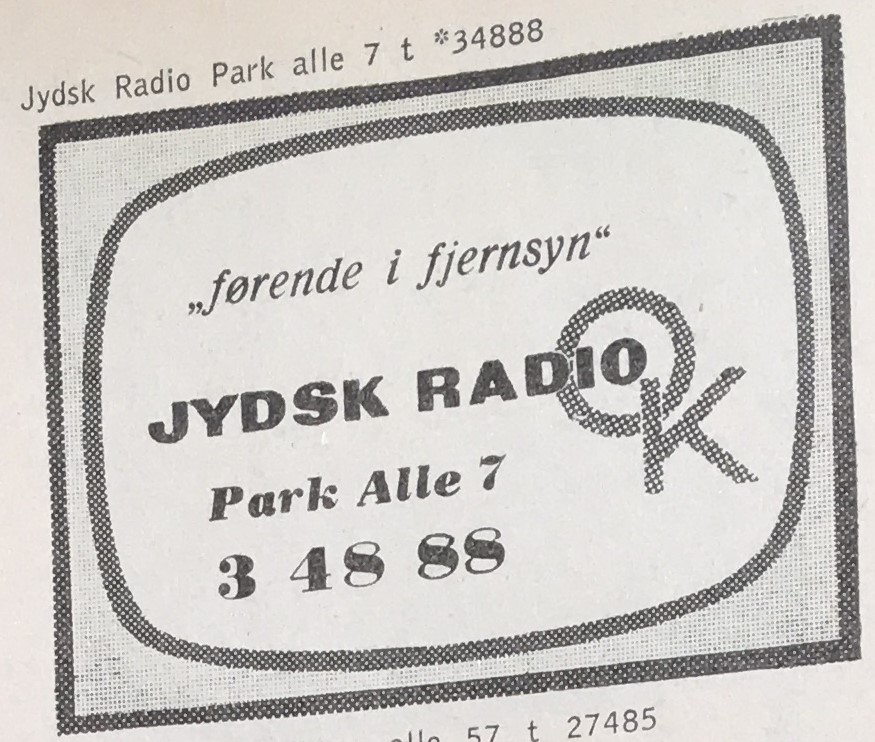 Jydsk Radio Park alle 7 t *34888
„førende i fjernsyn“
JYDSK RADIO
OK
Park Alle 7
3 48 88
57 t 27485